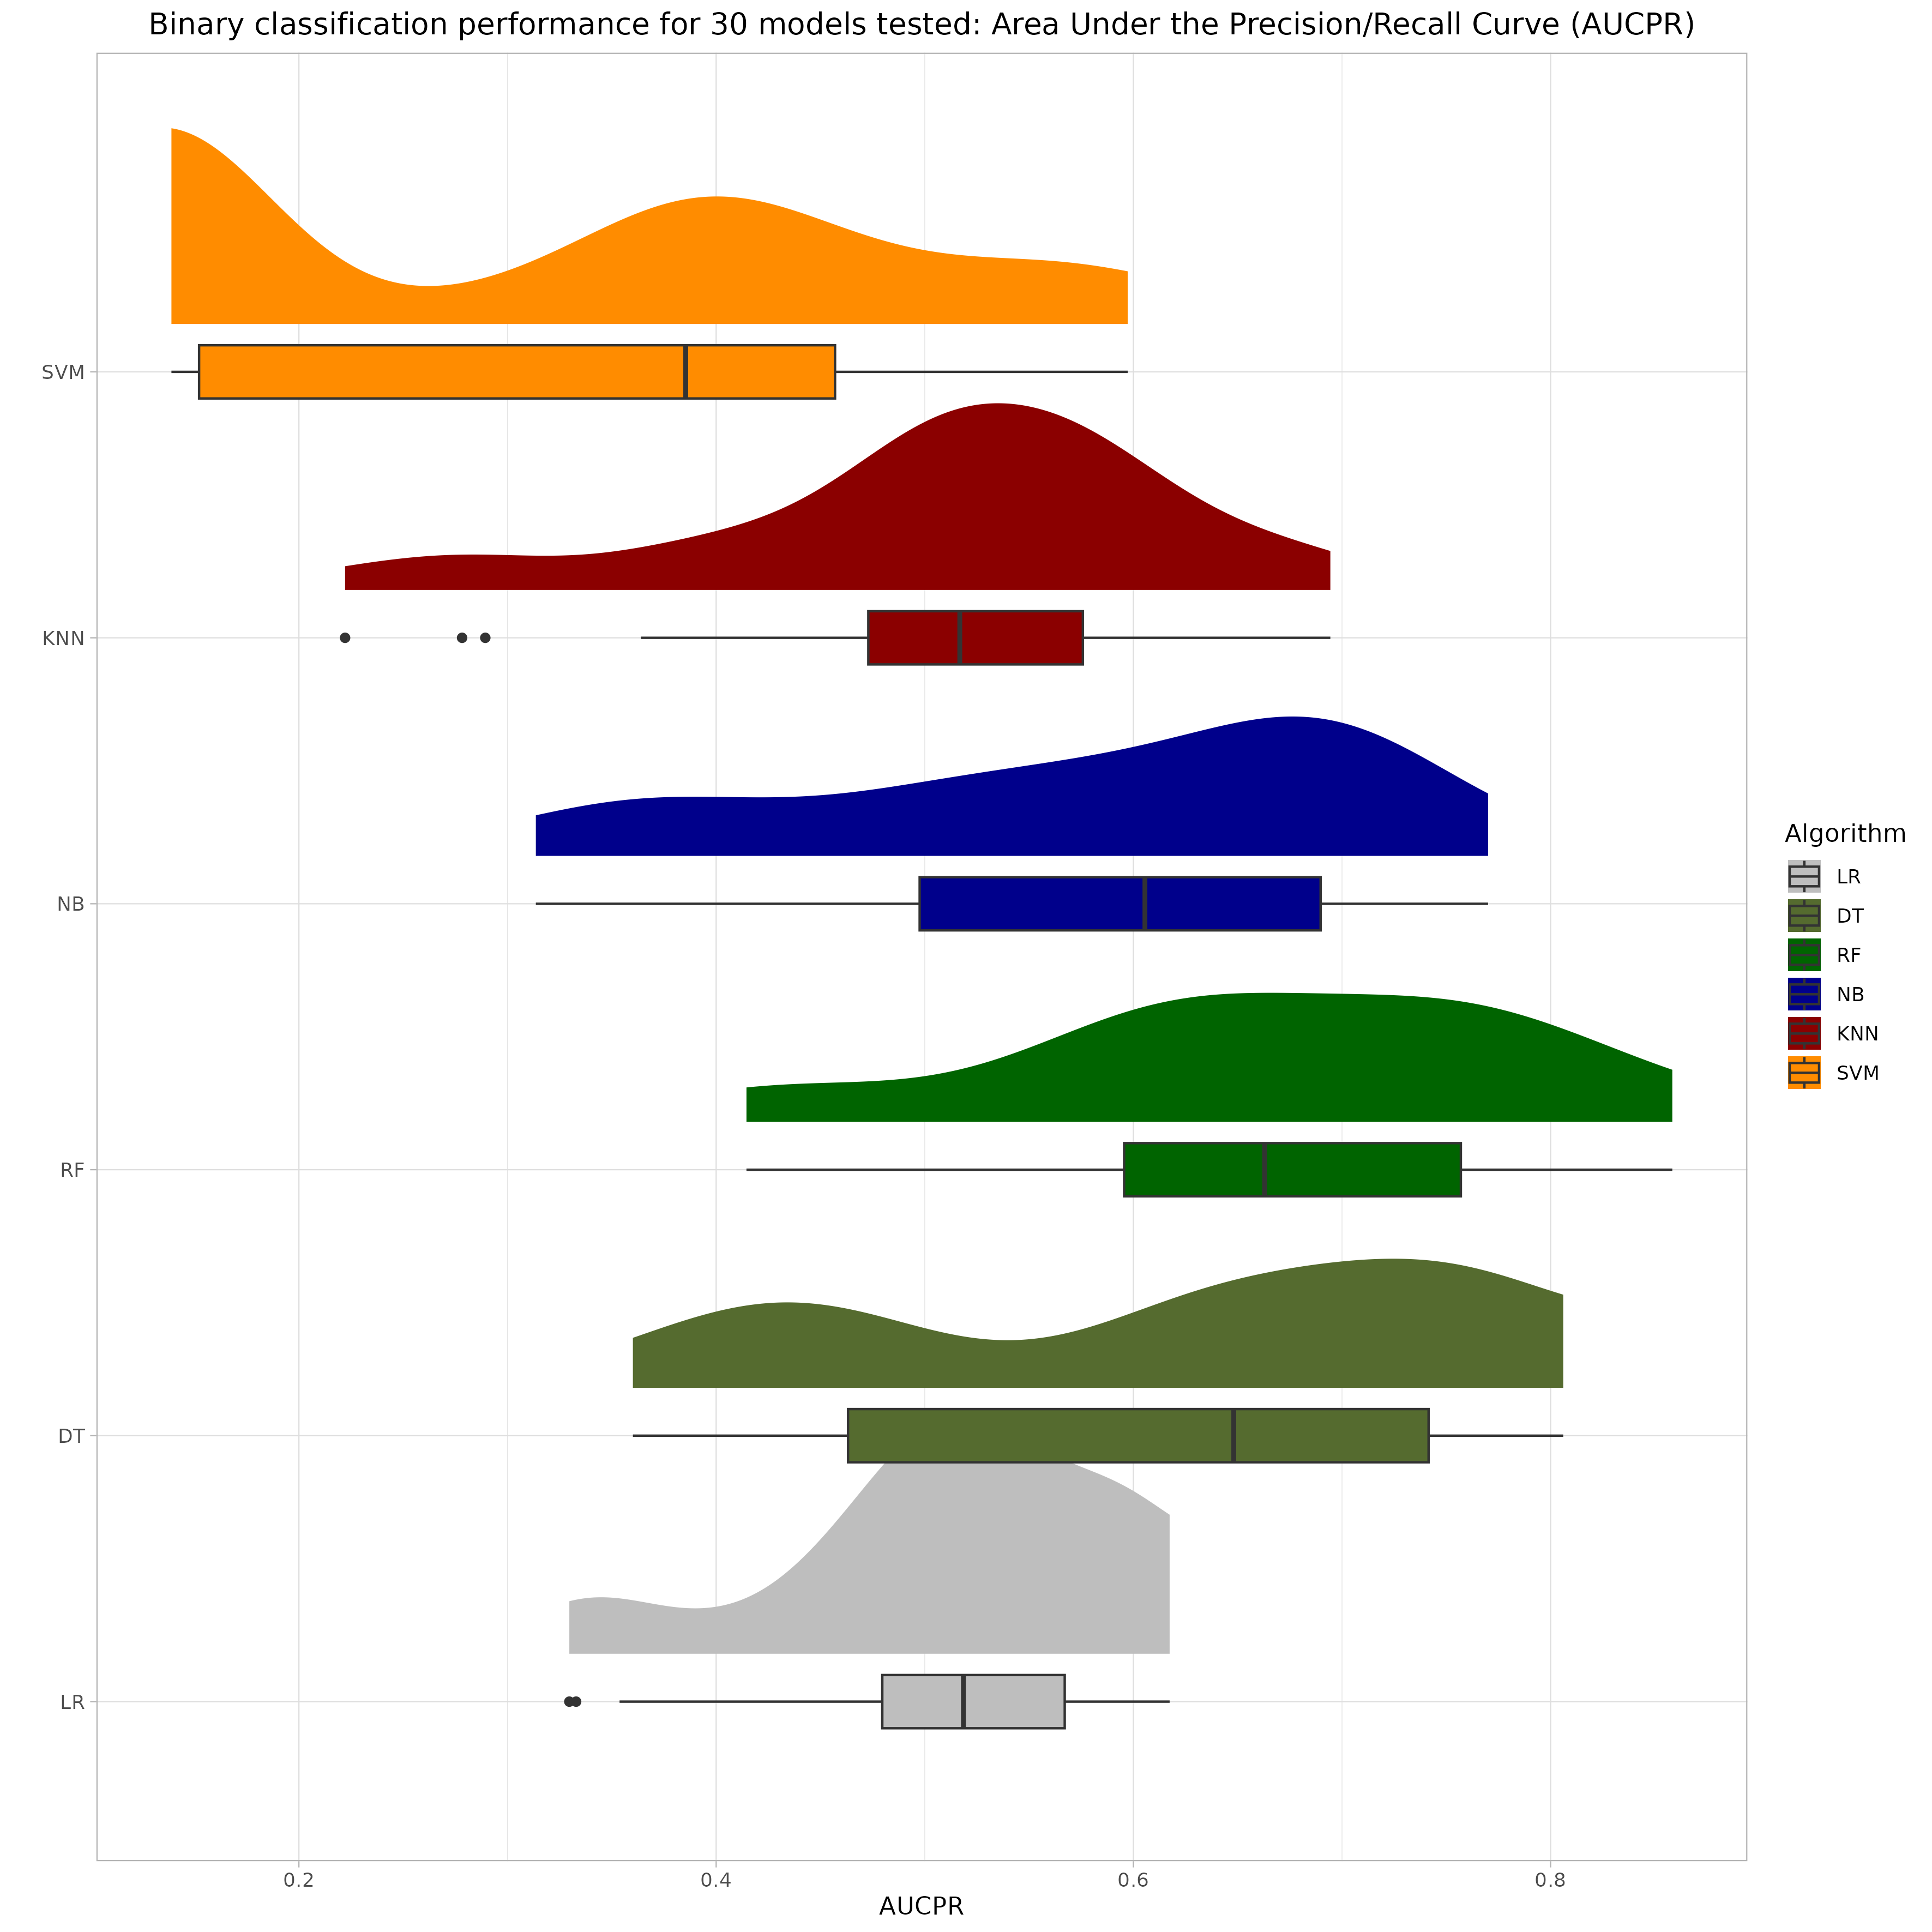 Binary classification performance for 30 models tested: Area Under the Precision/Recall Curve (AUCPR)
SVM
KNN
NB
RF
DT
LR
0.2 0.4 0.6 0.8
AUCPR
Algorithm
LR
DT
RF
NB
KNN
SVM